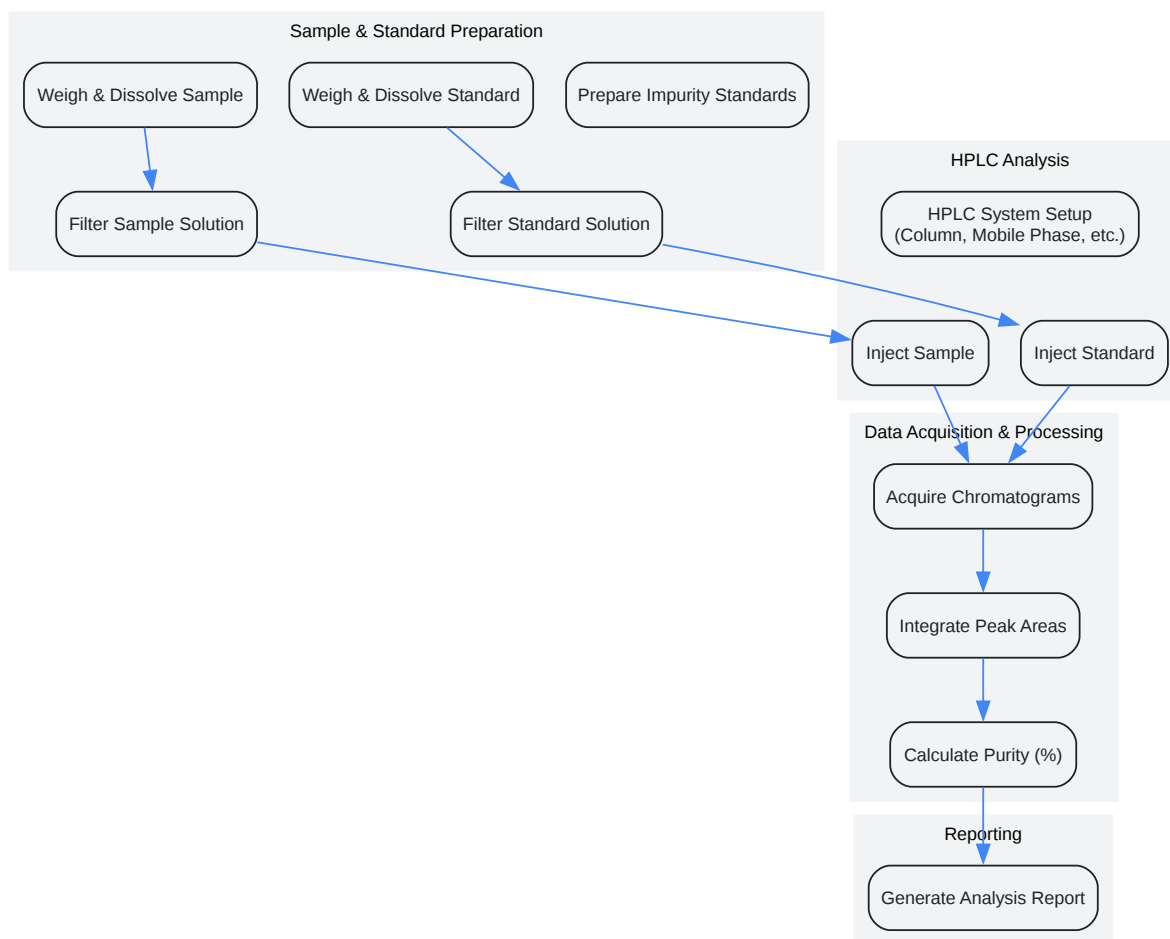 Sample & Standard Preparation
Weigh & Dissolve Sample
Weigh & Dissolve Standard
Prepare Impurity Standards
Filter Sample Solution
Filter Standard Solution
HPLC Analysis
HPLC System Setup
(Column, Mobile Phase, etc.)
Inject Sample
Inject Standard
Data Acquisition & Processing
Acquire Chromatograms
Integrate Peak Areas
Calculate Purity (%)
Reporting
Generate Analysis Report